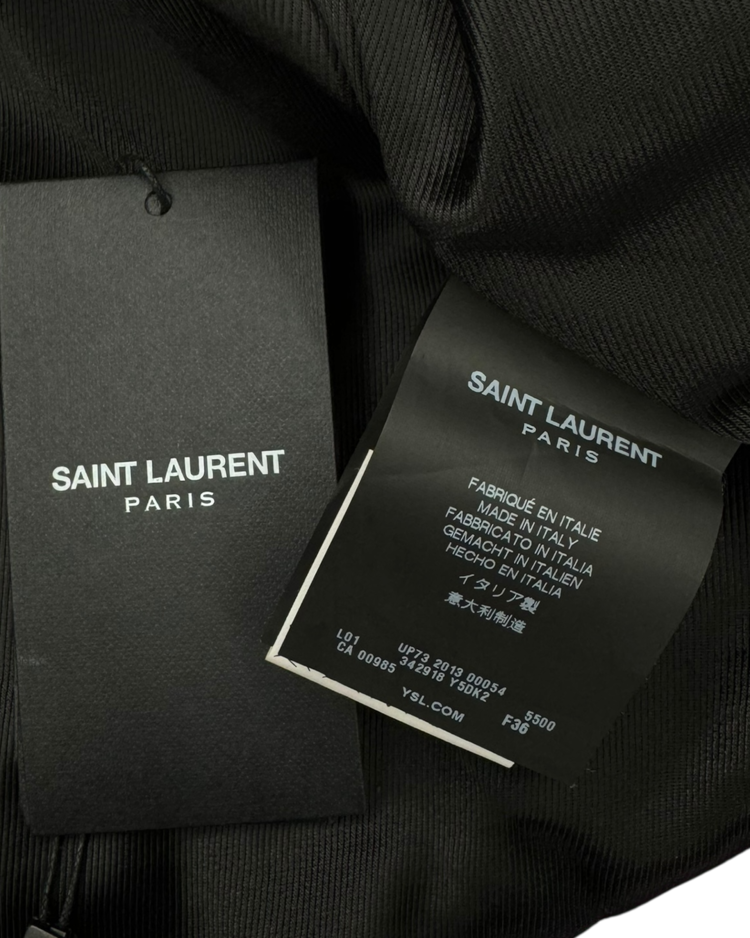 SAINT LAURENT
PARIS
SAINT LAURENT
PARIS
FABRIQUÉ EN ITALIE
MADE IN ITALY
FABBRICATO IN ITALIA
GEMACHT IN ITALIEN
HECHO EN ITALIA
イタリア製
意大利制造
L01 UP73 2013 00054 5500
CA 00985 342918 Y5DK2 F36
YSL.COM